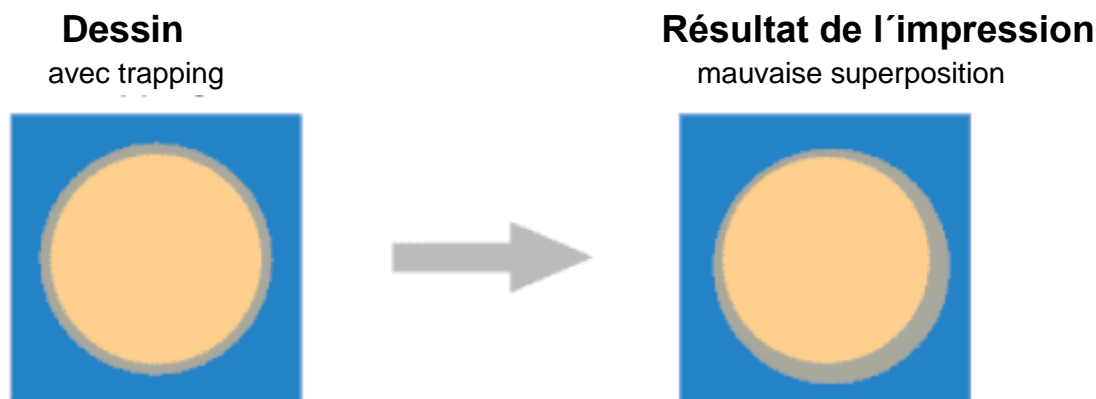 Dessin
avec trapping
Résultat de l´impression
mauvaise superposition